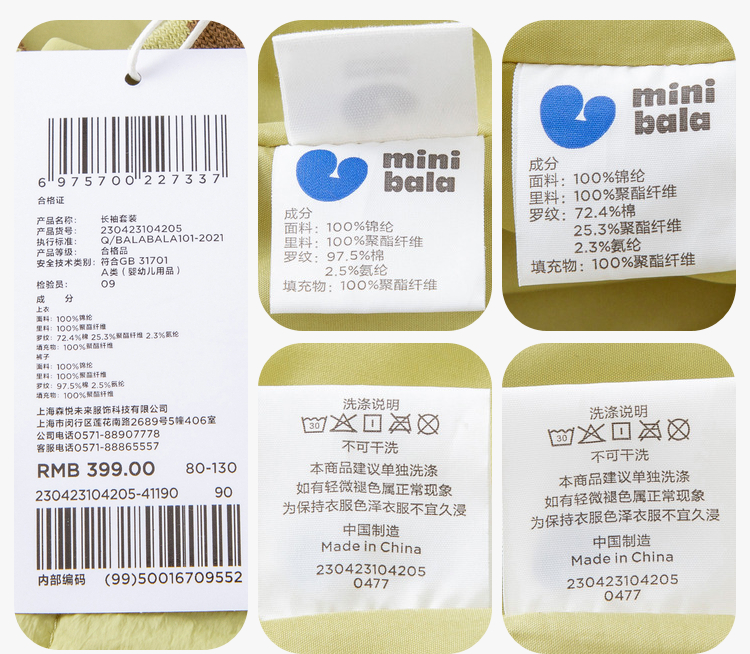 6 975700 227337
合格证
产品名称: 长袖套装
产品货号: 230423104205
执行标准: Q/BALABALA101-2021
产品等级: 合格品
安全技术类别: 符合GB 31701
A类(婴幼儿用品)
检验员: 09
成 分
上衣
面料: 100%锦纶
里料: 100%聚酯纤维
罗纹: 72.4%棉 25.3%聚酯纤维 2.3%氨纶
填充物: 100%聚酯纤维
裤子
面料: 100%锦纶
里料: 100%聚酯纤维
罗纹: 97.5%棉 2.5%氨纶
填充物: 100%聚酯纤维
上海森悦未来服饰科技有限公司
上海市闵行区莲花南路2689号5幢406室
公司电话0571-88907778
客服电话0571-88865557
RMB 399.00 80-130
230423104205-41190 90
内部编码 (99)50016709552
mini
bala
成分
面料: 100%锦纶
里料: 100%聚酯纤维
罗纹: 97.5%棉
2.5%氨纶
填充物: 100%聚酯纤维
mini
bala
成分
面料: 100%锦纶
里料: 100%聚酯纤维
罗纹: 72.4%棉
25.3%聚酯纤维
2.3%氨纶
填充物: 100%聚酯纤维
洗涤说明
30
不可干洗
本商品建议单独洗涤
如有轻微褪色属正常现象
为保持衣服色泽衣服不宜久浸
中国制造
Made in China
230423104205
0477
洗涤说明
30
不可干洗
本商品建议单独洗涤
如有轻微褪色属正常现象
为保持衣服色泽衣服不宜久浸
中国制造
Made in China
230423104205
0477